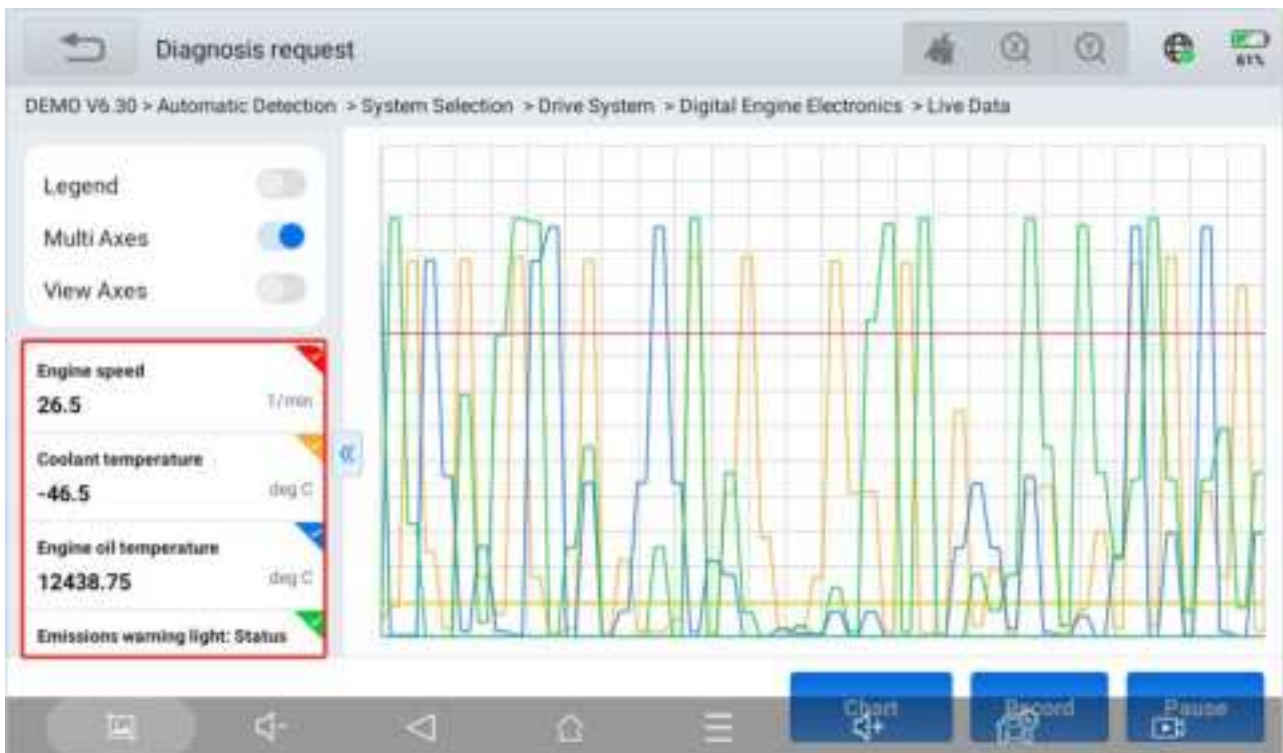 Diagnosis request
61%
DEMO V6.30 > Automatic Detection > System Selection > Drive System > Digital Engine Electronics > Live Data
Legend
Multi Axes
View Axes
Engine speed
26.5 1/min
Coolant temperature
-46.5 deg C
Engine oil temperature
12438.75 deg C
Emissions warning light: Status
Chart Record Pause